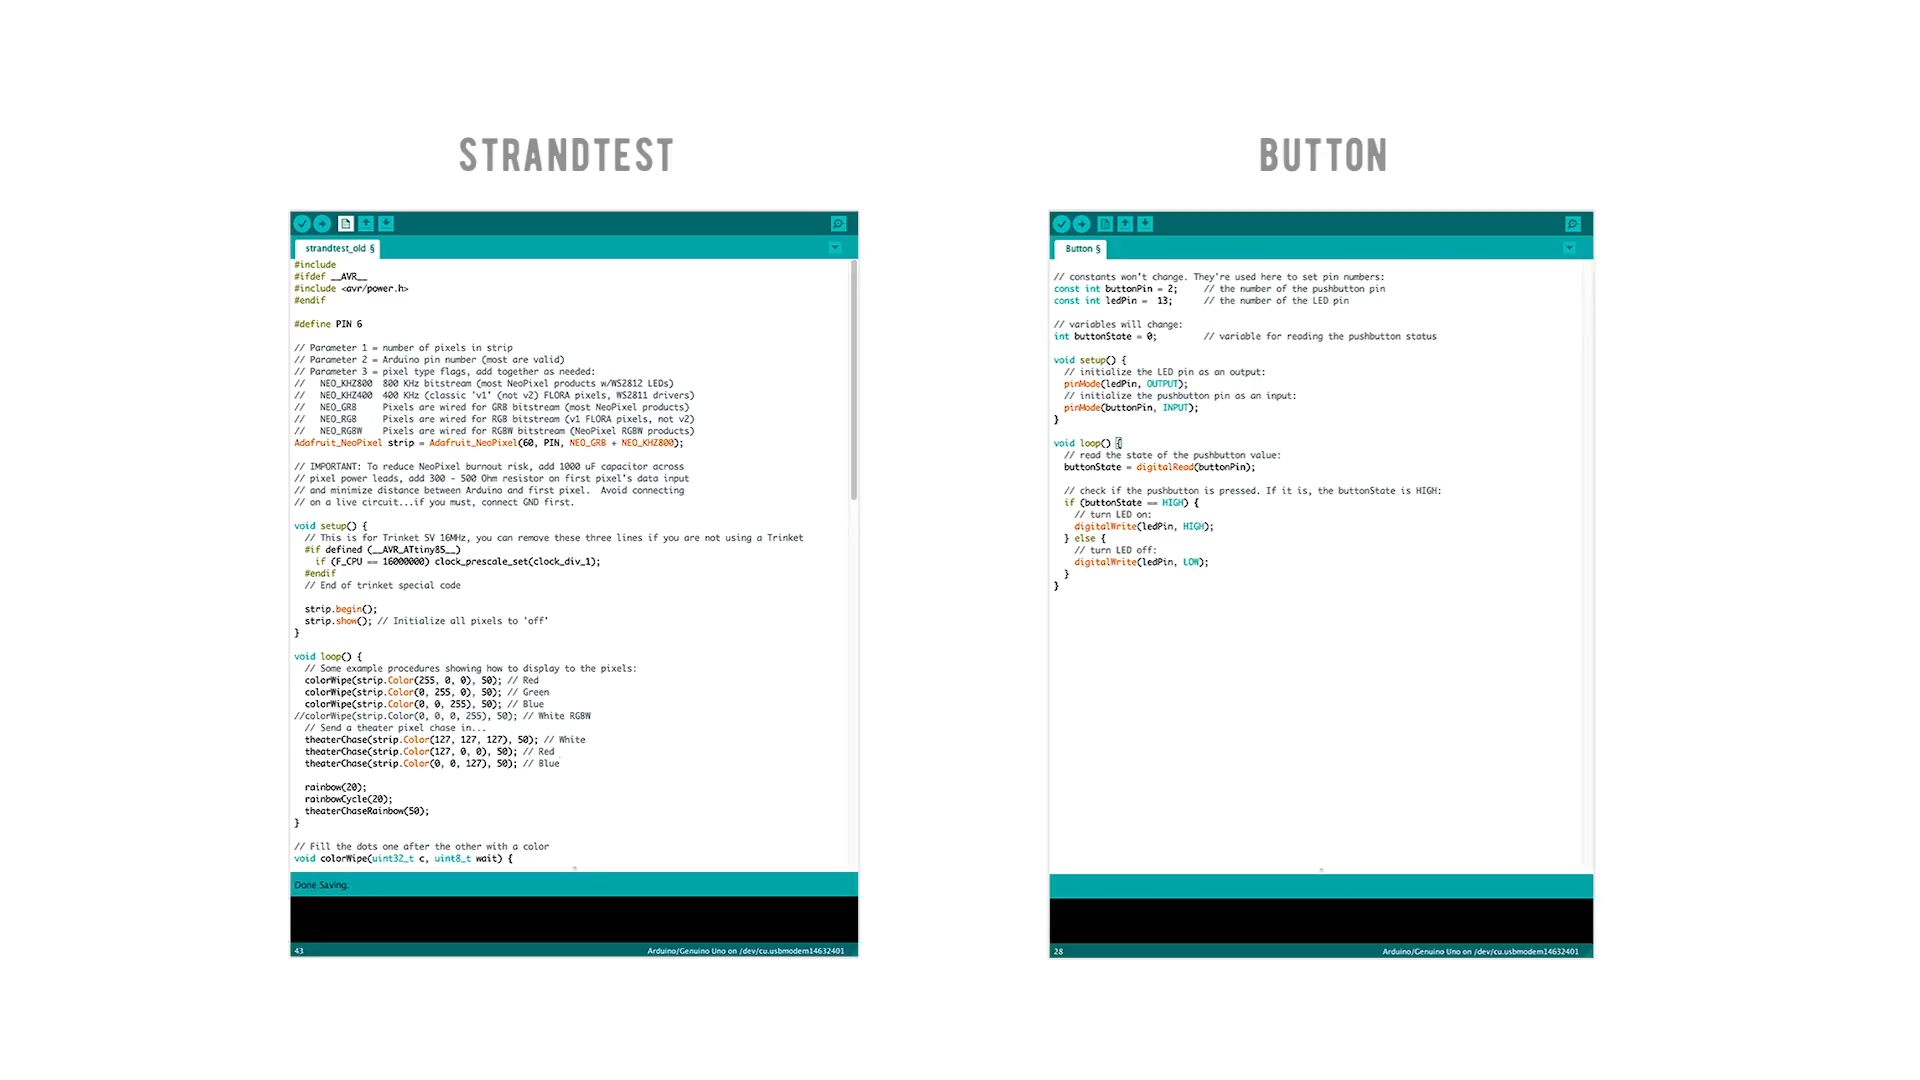 STRANDTEST
strandtest_old §
#include
#ifdef __AVR__
#include <avr/power.h>
#endif
#define PIN 6
// Parameter 1 = number of pixels in strip
// Parameter 2 = Arduino pin number (most are valid)
// Parameter 3 = pixel type flags, add together as needed:
//   NEO_KHZ800  800 KHz bitstream (most NeoPixel products w/WS2812 LEDs)
//   NEO_KHZ400  400 KHz (classic 'v1' (not v2) FLORA pixels, WS2811 drivers)
//   NEO_GRB     Pixels are wired for GRB bitstream (most NeoPixel products)
//   NEO_RGB     Pixels are wired for RGB bitstream (v1 FLORA pixels, not v2)
//   NEO_RGBW    Pixels are wired for RGBW bitstream (NeoPixel RGBW products)
Adafruit_NeoPixel strip = Adafruit_NeoPixel(60, PIN, NEO_GRB + NEO_KHZ800);
// IMPORTANT: To reduce NeoPixel burnout risk, add 1000 uF capacitor across
// pixel power leads, add 300 - 500 Ohm resistor on first pixel's data input
// and minimize distance between Arduino and first pixel.  Avoid connecting
// on a live circuit...if you must, connect GND first.
void setup() {
  // This is for Trinket 5V 16MHz, you can remove these three lines if you are not using a Trinket
  #if defined (__AVR_ATtiny85__)
    if (F_CPU == 16000000) clock_prescale_set(clock_div_1);
  #endif
  // End of trinket special code
  strip.begin();
  strip.show(); // Initialize all pixels to 'off'
}
void loop() {
  // Some example procedures showing how to display to the pixels:
  colorWipe(strip.Color(255, 0, 0), 50); // Red
  colorWipe(strip.Color(0, 255, 0), 50); // Green
  colorWipe(strip.Color(0, 0, 255), 50); // Blue
//colorWipe(strip.Color(0, 0, 0, 255), 50); // White RGBW
  // Send a theater pixel chase in...
  theaterChase(strip.Color(127, 127, 127), 50); // White
  theaterChase(strip.Color(127, 0, 0), 50); // Red
  theaterChase(strip.Color(0, 0, 127), 50); // Blue
  rainbow(20);
  rainbowCycle(20);
  theaterChaseRainbow(50);
}
// Fill the dots one after the other with a color
void colorWipe(uint32_t c, uint8_t wait) {
Done Saving.
43
Arduino/Genuino Uno on /dev/cu.usbmodem14632401
BUTTON
Button §
// constants won't change. They're used here to set pin numbers:
const int buttonPin = 2;     // the number of the pushbutton pin
const int ledPin =  13;      // the number of the LED pin
// variables will change:
int buttonState = 0;         // variable for reading the pushbutton status
void setup() {
  // initialize the LED pin as an output:
  pinMode(ledPin, OUTPUT);
  // initialize the pushbutton pin as an input:
  pinMode(buttonPin, INPUT);
}
void loop() {
  // read the state of the pushbutton value:
  buttonState = digitalRead(buttonPin);
  // check if the pushbutton is pressed. If it is, the buttonState is HIGH:
  if (buttonState == HIGH) {
    // turn LED on:
    digitalWrite(ledPin, HIGH);
  } else {
    // turn LED off:
    digitalWrite(ledPin, LOW);
  }
}
28
Arduino/Genuino Uno on /dev/cu.usbmodem14632401